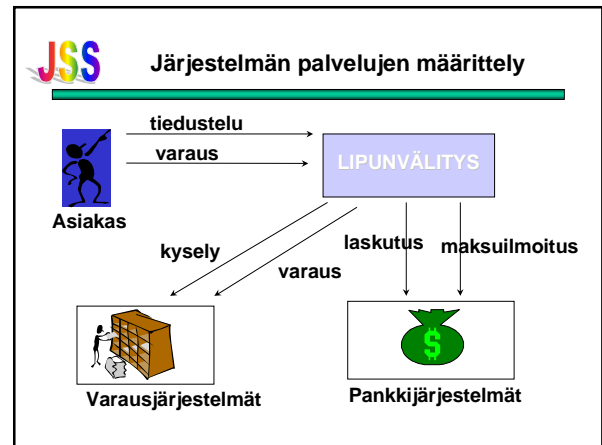 JSS
Järjestelmän palvelujen määrittely
tiedustelu
varaus
LIPUNVÄLITYS
Asiakas
kysely
varaus
laskutus
maksuilmoitus
$
Varausjärjestelmät
Pankkijärjestelmät